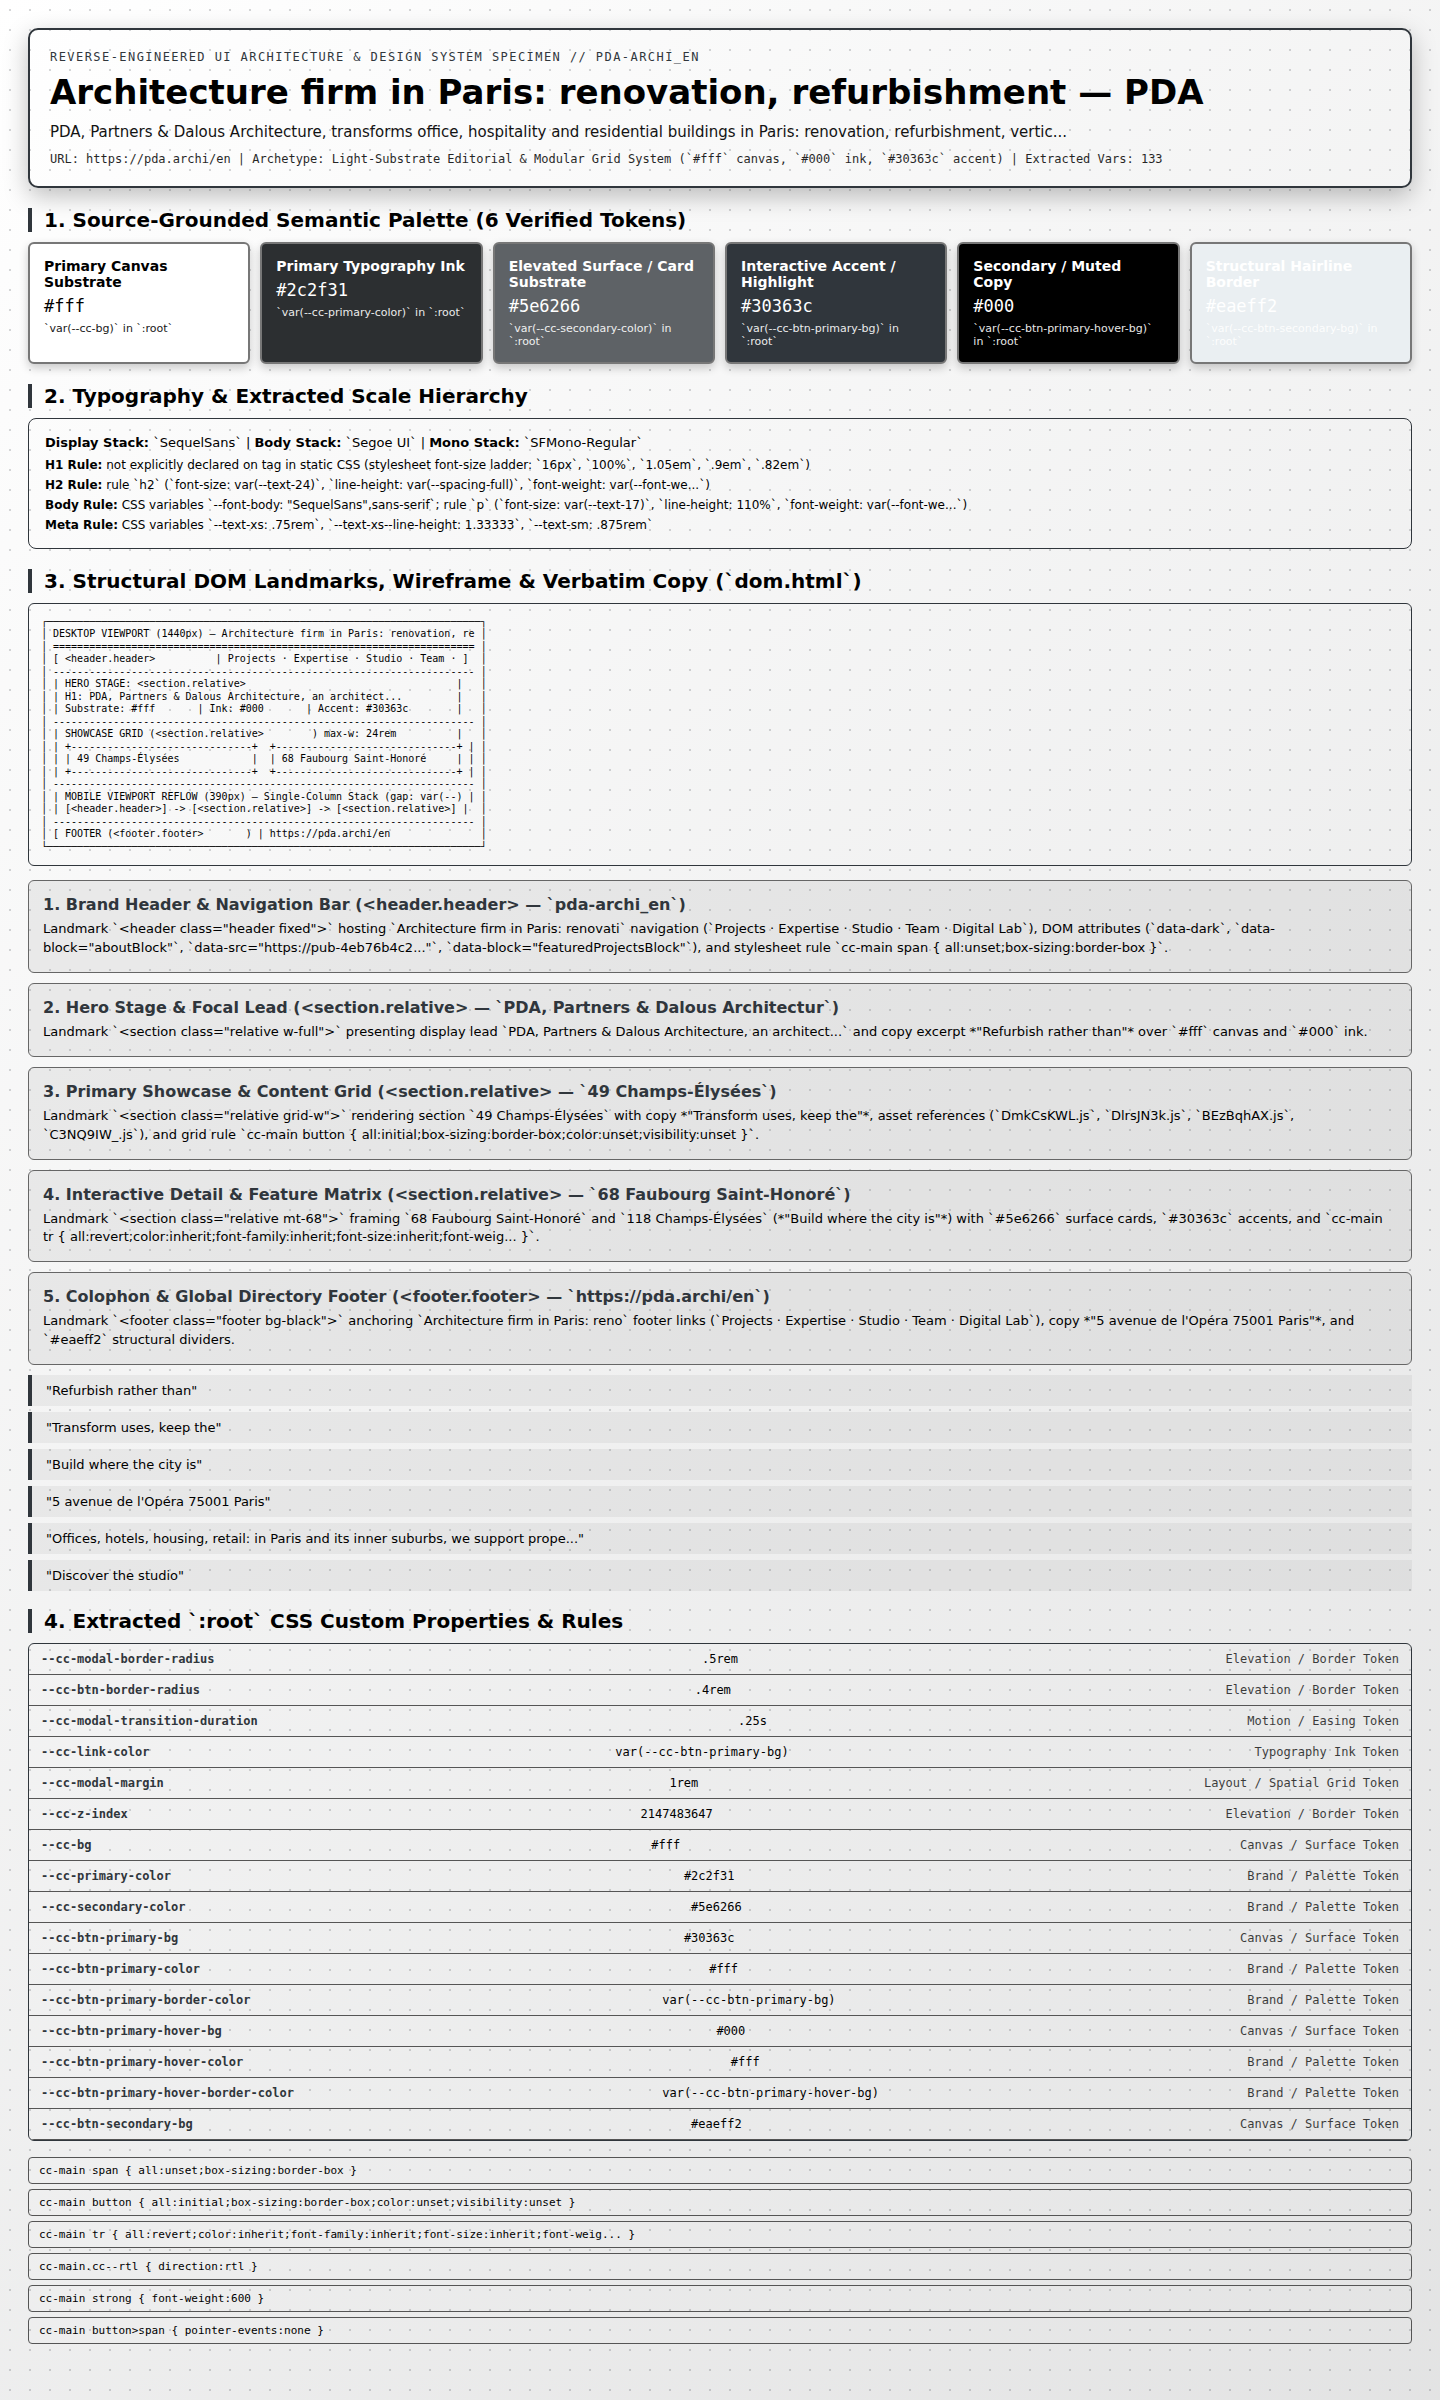 REVERSE-ENGINEERED UI ARCHITECTURE & DESIGN SYSTEM SPECIMEN // PDA-ARCHI_EN
Architecture firm in Paris: renovation, refurbishment — PDA
PDA, Partners & Dalous Architecture, transforms office, hospitality and residential buildings in Paris: renovation, refurbishment, vertic...
URL: https://pda.archi/en | Archetype: Light-Substrate Editorial & Modular Grid System (`#fff` canvas, `#000` ink, `#30363c` accent) | Extracted Vars: 133
1. Source-Grounded Semantic Palette (6 Verified Tokens)
Primary Canvas
Substrate
#fff
`var(--cc-bg)` in `:root`
Primary Typography Ink
#2c2f31
`var(--cc-primary-color)` in `:root`
Elevated Surface / Card
Substrate
#5e6266
`var(--cc-secondary-color)` in
`:root`
Interactive Accent /
Highlight
#30363c
`var(--cc-btn-primary-bg)` in
`:root`
Secondary / Muted
Copy
#000
`var(--cc-btn-primary-hover-bg)`
in `:root`
Structural Hairline
Border
#eaeff2
`var(--cc-btn-secondary-bg)` in
`:root`
2. Typography & Extracted Scale Hierarchy
Display Stack: `SequelSans` | Body Stack: `Segoe UI` | Mono Stack: `SFMono-Regular`
H1 Rule: not explicitly declared on tag in static CSS (stylesheet font-size ladder: `16px`, `100%`, `1.05em`, `.9em`, `.82em`)
H2 Rule: rule `h2` (`font-size: var(--text-24)`, `line-height: var(--spacing-full)`, `font-weight: var(--font-we...`)
Body Rule: CSS variables `--font-body: "SequelSans",sans-serif`; rule `p` (`font-size: var(--text-17)`, `line-height: 110%`, `font-weight: var(--font-we...`)
Meta Rule: CSS variables `--text-xs: .75rem`, `--text-xs--line-height: 1.33333`, `--text-sm: .875rem`
3. Structural DOM Landmarks, Wireframe & Verbatim Copy (`dom.html`)
DESKTOP VIEWPORT (1440px) — Architecture firm in Paris: renovation, re
======================================================================
[ <header.header>          | Projects · Expertise · Studio · Team · ]
----------------------------------------------------------------------
| HERO STAGE: <section.relative>                                   |
| H1: PDA, Partners & Dalous Architecture, an architect...         |
| Substrate: #fff       | Ink: #000       | Accent: #30363c        |
----------------------------------------------------------------------
| SHOWCASE GRID (<section.relative>        ) max-w: 24rem          |
| +------------------------------+  +------------------------------+ |
| | 49 Champs-Élysées            |  | 68 Faubourg Saint-Honoré     | |
| +------------------------------+  +------------------------------+ |
----------------------------------------------------------------------
| MOBILE VIEWPORT REFLOW (390px) — Single-Column Stack (gap: var(--) |
| [<header.header>] -> [<section.relative>] -> [<section.relative>] |
----------------------------------------------------------------------
[ FOOTER (<footer.footer>       ) | https://pda.archi/en
1. Brand Header & Navigation Bar (<header.header> — `pda-archi_en`)
Landmark `<header class="header fixed">` hosting `Architecture firm in Paris: renovati` navigation (`Projects · Expertise · Studio · Team · Digital Lab`), DOM attributes (`data-dark`, `data-
block="aboutBlock"`, `data-src="https://pub-4eb76b4c2..."`, `data-block="featuredProjectsBlock"`), and stylesheet rule `cc-main span { all:unset;box-sizing:border-box }`.
2. Hero Stage & Focal Lead (<section.relative> — `PDA, Partners & Dalous Architectur`)
Landmark `<section class="relative w-full">` presenting display lead `PDA, Partners & Dalous Architecture, an architect...` and copy excerpt *"Refurbish rather than"* over `#fff` canvas and `#000` ink.
3. Primary Showcase & Content Grid (<section.relative> — `49 Champs-Élysées`)
Landmark `<section class="relative grid-w">` rendering section `49 Champs-Élysées` with copy *"Transform uses, keep the"*, asset references (`DmkCsKWL.js`, `DlrsJN3k.js`, `BEzBqhAX.js`,
`C3NQ9IW_.js`), and grid rule `cc-main button { all:initial;box-sizing:border-box;color:unset;visibility:unset }`.
4. Interactive Detail & Feature Matrix (<section.relative> — `68 Faubourg Saint-Honoré`)
Landmark `<section class="relative mt-68">` framing `68 Faubourg Saint-Honoré` and `118 Champs-Élysées` (*"Build where the city is"*) with `#5e6266` surface cards, `#30363c` accents, and `cc-main
tr { all:revert;color:inherit;font-family:inherit;font-size:inherit;font-weig... }`.
5. Colophon & Global Directory Footer (<footer.footer> — `https://pda.archi/en`)
Landmark `<footer class="footer bg-black">` anchoring `Architecture firm in Paris: reno` footer links (`Projects · Expertise · Studio · Team · Digital Lab`), copy *"5 avenue de l'Opéra 75001 Paris"*, and
`#eaeff2` structural dividers.
"Refurbish rather than"
"Transform uses, keep the"
"Build where the city is"
"5 avenue de l'Opéra 75001 Paris"
"Offices, hotels, housing, retail: in Paris and its inner suburbs, we support prope..."
"Discover the studio"
4. Extracted `:root` CSS Custom Properties & Rules
--cc-modal-border-radius .5rem Elevation / Border Token
--cc-btn-border-radius .4rem Elevation / Border Token
--cc-modal-transition-duration .25s Motion / Easing Token
--cc-link-color var(--cc-btn-primary-bg) Typography Ink Token
--cc-modal-margin 1rem Layout / Spatial Grid Token
--cc-z-index 2147483647 Elevation / Border Token
--cc-bg #fff Canvas / Surface Token
--cc-primary-color #2c2f31 Brand / Palette Token
--cc-secondary-color #5e6266 Brand / Palette Token
--cc-btn-primary-bg #30363c Canvas / Surface Token
--cc-btn-primary-color #fff Brand / Palette Token
--cc-btn-primary-border-color var(--cc-btn-primary-bg) Brand / Palette Token
--cc-btn-primary-hover-bg #000 Canvas / Surface Token
--cc-btn-primary-hover-color #fff Brand / Palette Token
--cc-btn-primary-hover-border-color var(--cc-btn-primary-hover-bg) Brand / Palette Token
--cc-btn-secondary-bg #eaeff2 Canvas / Surface Token
cc-main span { all:unset;box-sizing:border-box }
cc-main button { all:initial;box-sizing:border-box;color:unset;visibility:unset }
cc-main tr { all:revert;color:inherit;font-family:inherit;font-size:inherit;font-weig... }
cc-main.cc--rtl { direction:rtl }
cc-main strong { font-weight:600 }
cc-main button>span { pointer-events:none }